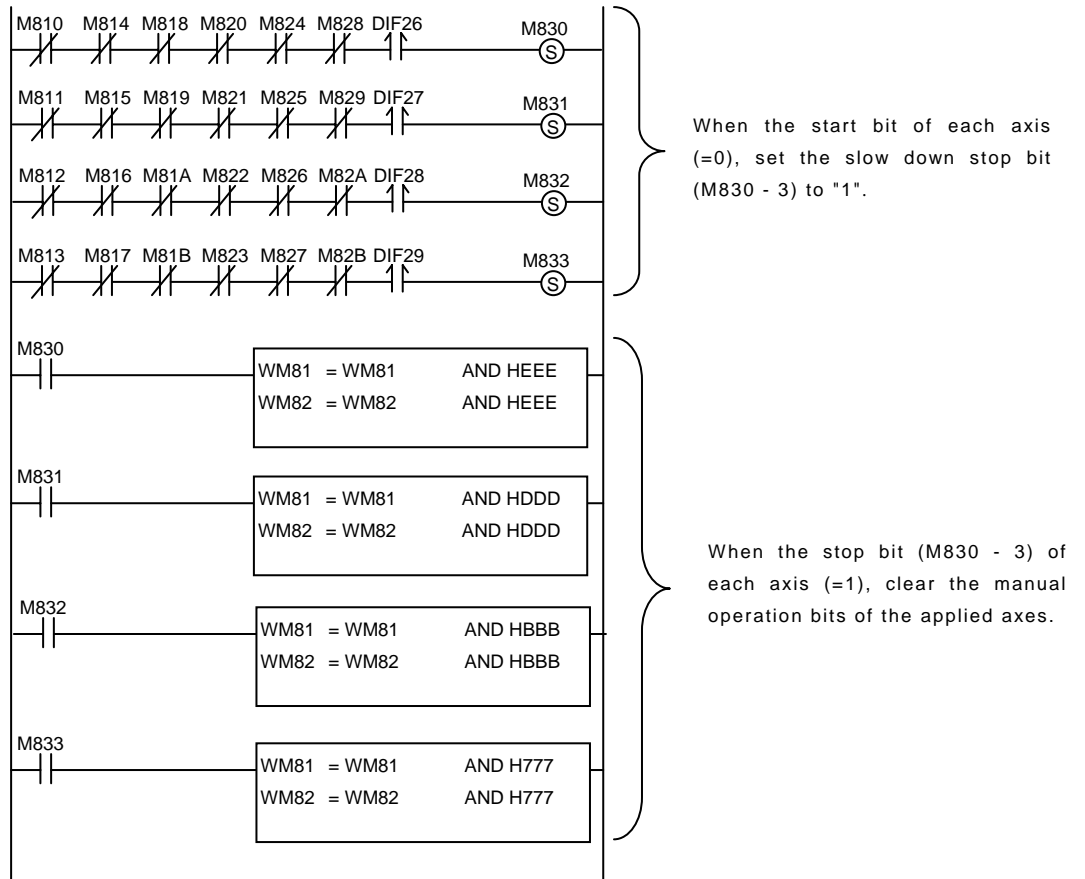 M810 M814 M818 M820 M824 M828 DIF26 M830
S
M811 M815 M819 M821 M825 M829 DIF27 M831
S
M812 M816 M81A M822 M826 M82A DIF28 M832
S
M813 M817 M81B M823 M827 M82B DIF29 M833
S
When the start bit of each axis
(=0), set the slow down stop bit
(M830 - 3) to "1".
M830
WM81 = WM81 AND HEEE
WM82 = WM82 AND HEEE
M831
WM81 = WM81 AND HDDD
WM82 = WM82 AND HDDD
M832
WM81 = WM81 AND HBBB
WM82 = WM82 AND HBBB
M833
WM81 = WM81 AND H777
WM82 = WM82 AND H777
When the stop bit (M830 - 3) of
each axis (=1), clear the manual
operation bits of the applied axes.